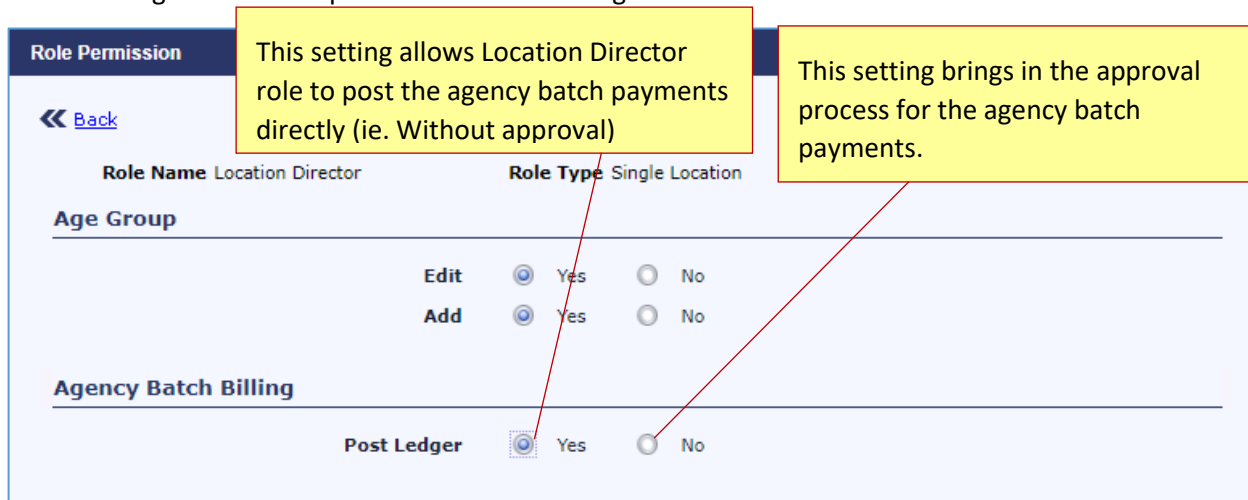 Role Permission
This setting allows Location Director
role to post the agency batch payments
directly (ie. Without approval)
This setting brings in the approval
process for the agency batch
payments.
Back
Role Name Location Director
Role Type Single Location
Age Group
Edit Yes No
Add Yes No
Agency Batch Billing
Post Ledger Yes No